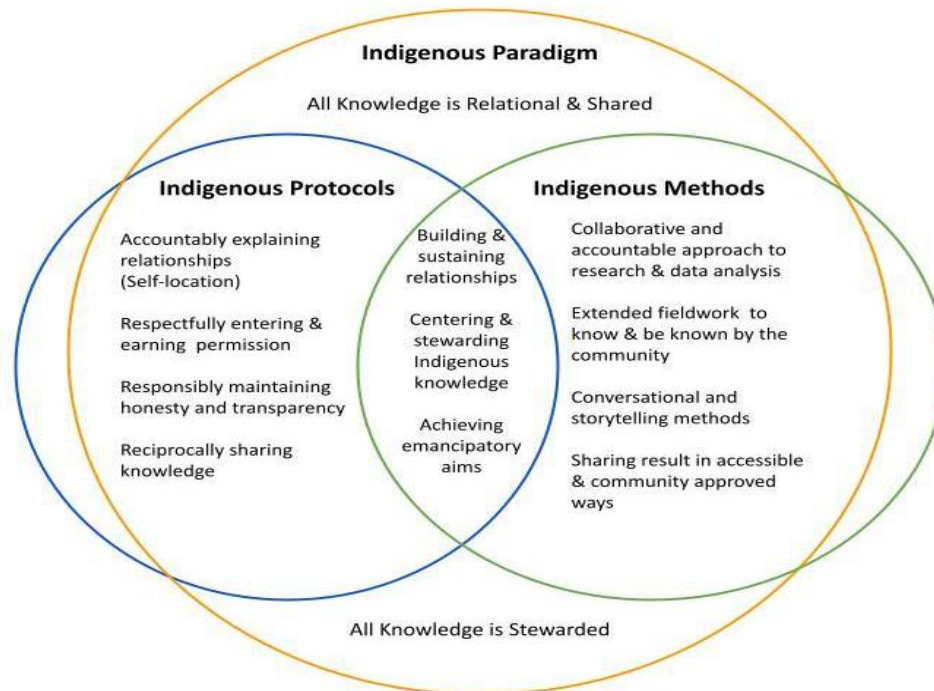 Indigenous Paradigm
All Knowledge is Relational & Shared
Indigenous Protocols
Accountably explaining
relationships
(Self-location)
Respectfully entering &
earning permission
Responsibly maintaining
honesty and transparency
Reciprocally sharing
knowledge
Building &
sustaining
relationships
Centering &
stewarding
Indigenous
knowledge
Achieving
emancipatory
aims
Indigenous Methods
Collaborative and
accountable approach to
research & data analysis
Extended fieldwork to
know & be known by the
community
Conversational and
storytelling methods
Sharing result in accessible
& community approved
ways
All Knowledge is Stewarded